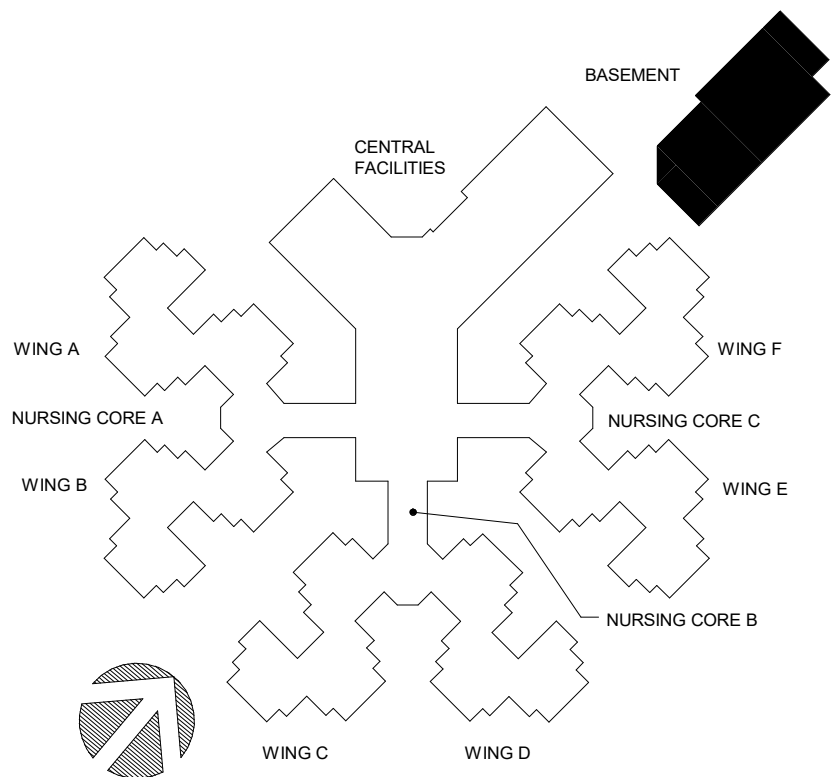 BASEMENT
CENTRAL
FACILITIES
WING A
WING F
NURSING CORE A
NURSING CORE C
WING B
WING E
NURSING CORE B
WING C
WING D